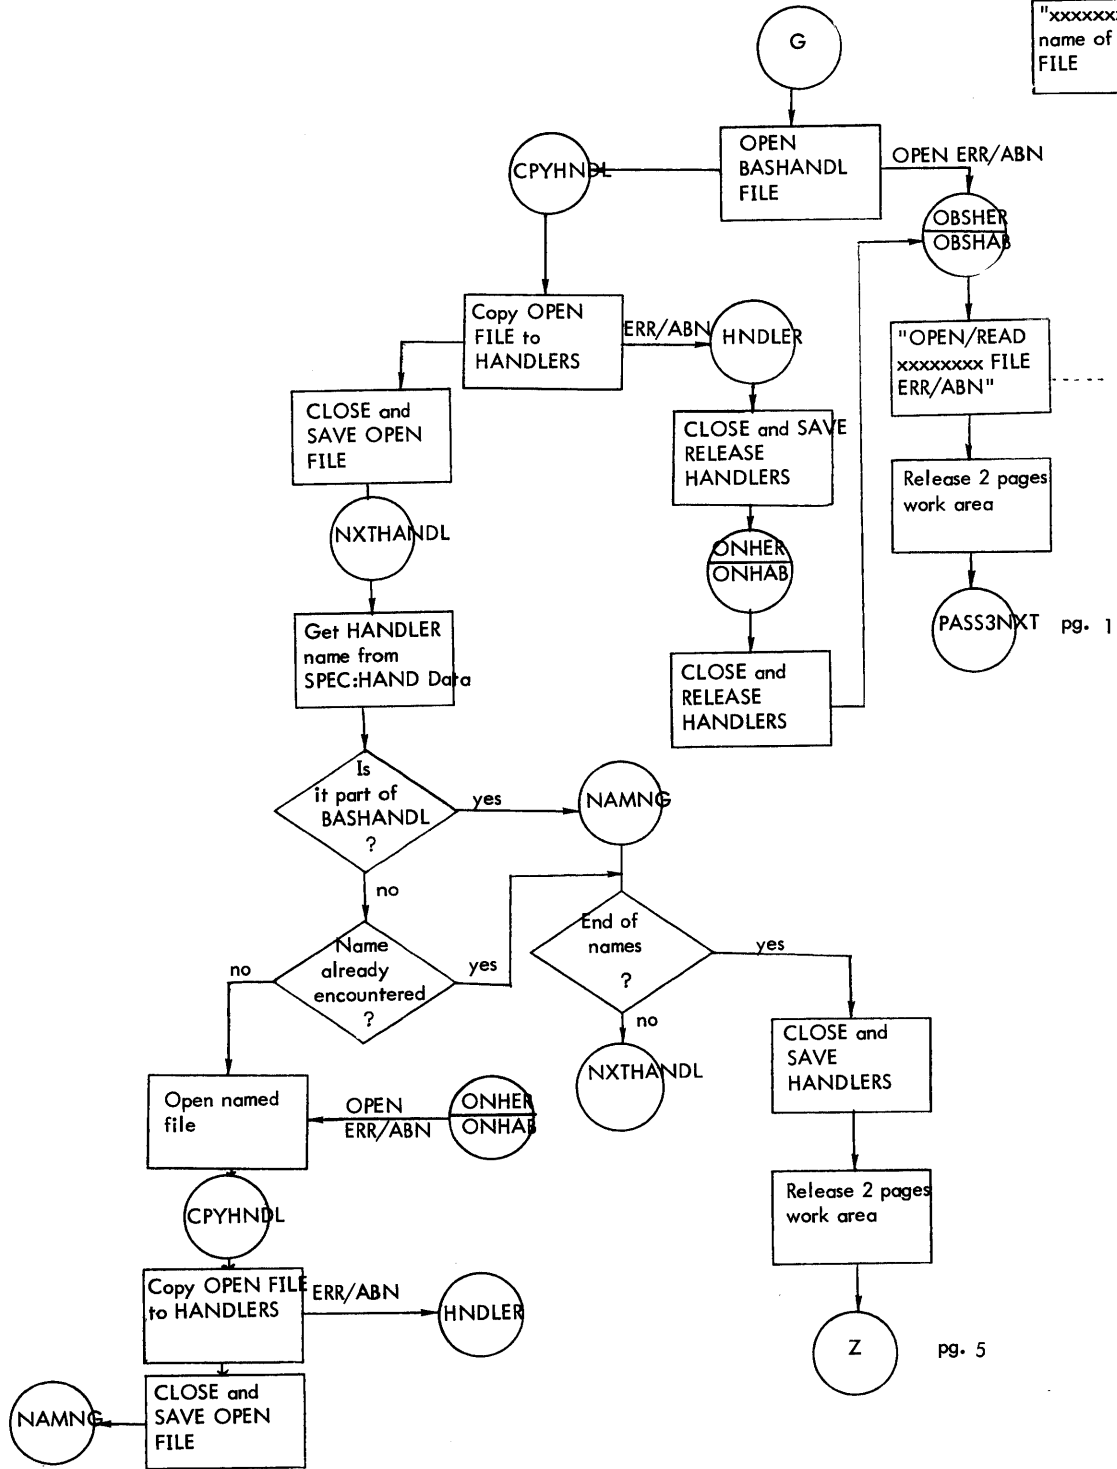 "xxxxxxx
name of
FILE
G
OPEN
BASHANDL
FILE
OPEN ERR/ABN
CPYHNDL
OBSHER
OBSHAB
Copy OPEN
FILE to
HANDLERS
ERR/ABN
HNDLER
"OPEN/READ
xxxxxxxx FILE
ERR/ABN"
CLOSE and
SAVE OPEN
FILE
CLOSE and SAVE
RELEASE
HANDLERS
Release 2 pages
work area
NXTHANDL
ONHER
ONHAB
PASS3NXT
pg. 1
Get HANDLER
name from
SPEC:HAND Data
CLOSE and
RELEASE
HANDLERS
Is
it part of
BASHANDL
?
yes
NAMNG
no
Name
already
encountered
?
no
yes
End of
names
?
yes
no
NXTHANDL
CLOSE and
SAVE
HANDLERS
Open named
file
OPEN
ERR/ABN
ONHER
ONHAB
Release 2 pages
work area
CPYHNDL
Copy OPEN FILE
to HANDLERS
ERR/ABN
HNDLER
Z
pg. 5
CLOSE and
SAVE OPEN
FILE
NAMNG